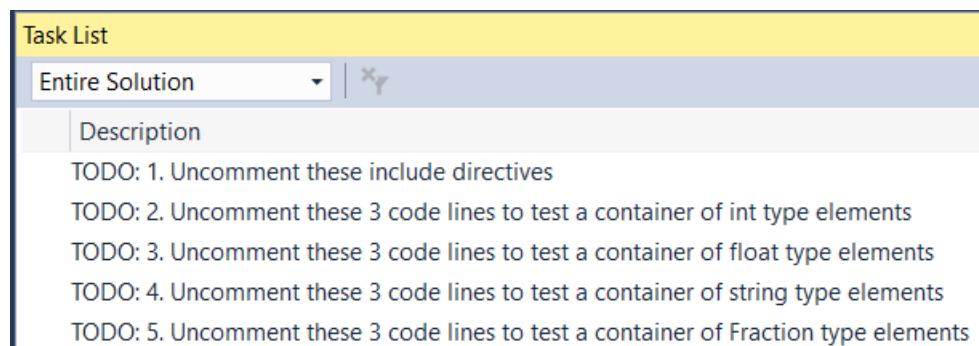 Task List
Entire Solution
Description
TODO: 1. Uncomment these include directives
TODO: 2. Uncomment these 3 code lines to test a container of int type elements
TODO: 3. Uncomment these 3 code lines to test a container of float type elements
TODO: 4. Uncomment these 3 code lines to test a container of string type elements
TODO: 5. Uncomment these 3 code lines to test a container of Fraction type elements